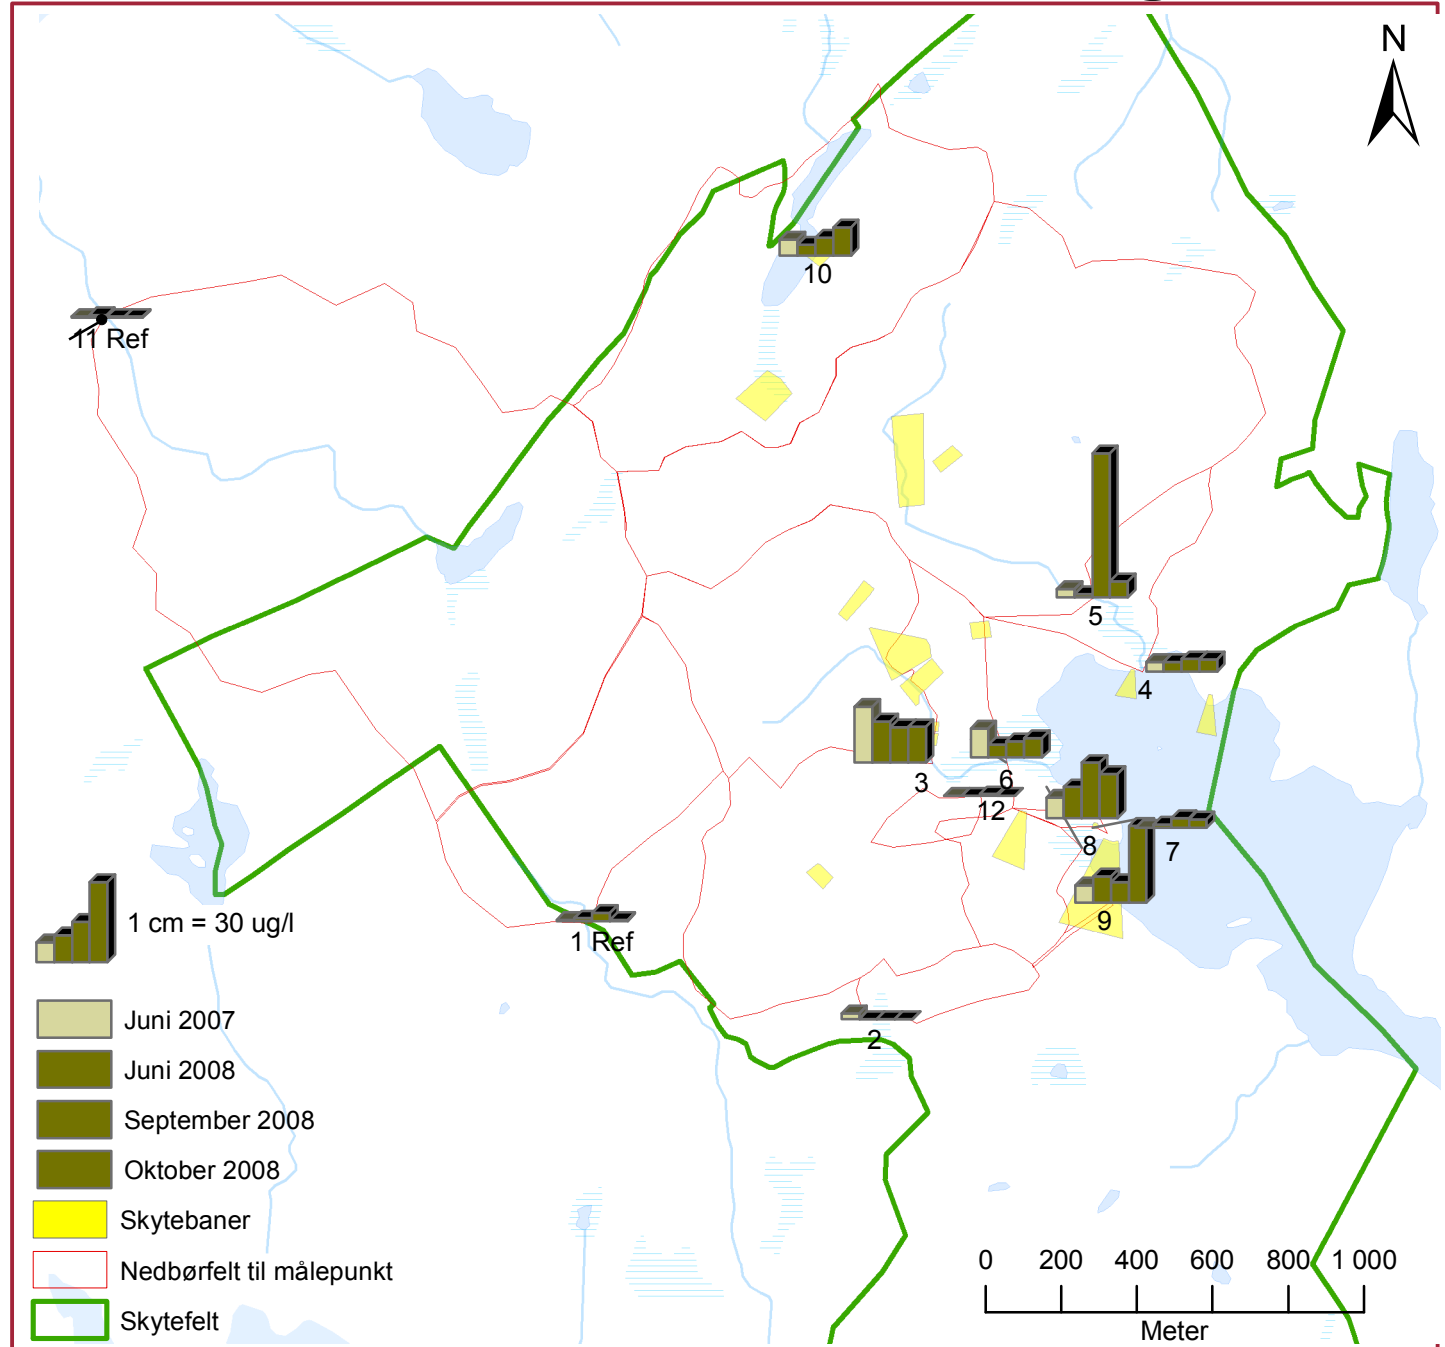 N
10
11 Ref
5
4
3
6
12
8
7
9
1 Ref
2
1 cm = 30 ug/l
Juni 2007
Juni 2008
September 2008
Oktober 2008
Skytebaner
Nedbørfelt til målepunkt
Skytefelt
0 200 400 600 800 1 000
Meter